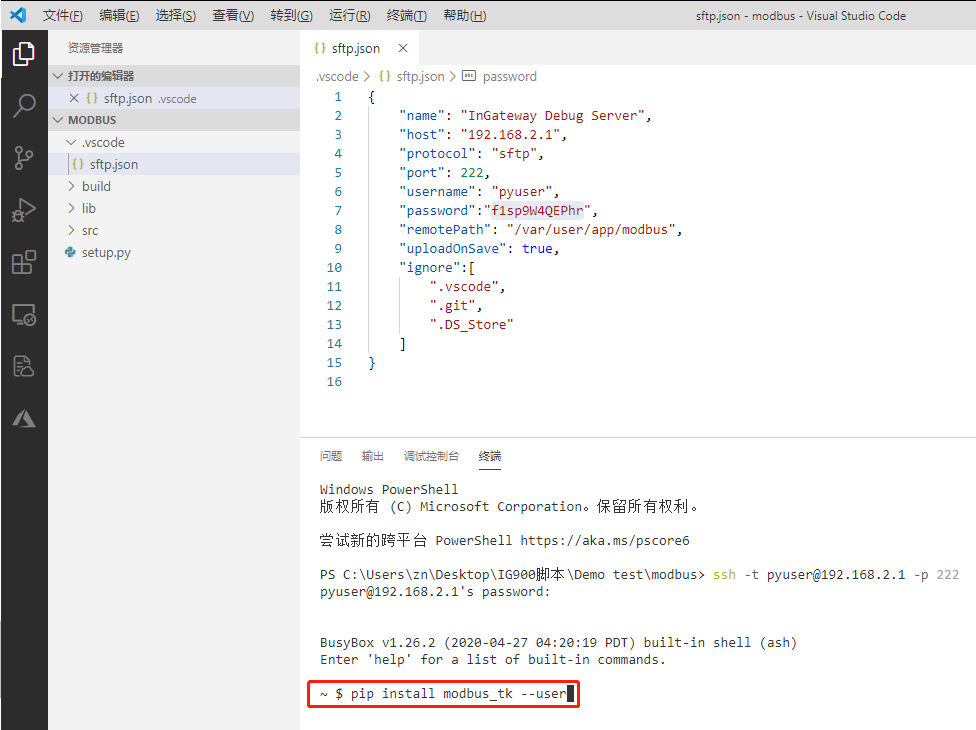 文件(F) 编辑(E) 选择(S) 查看(V) 转到(G) 运行(R) 终端(T) 帮助(H) sftp.json - modbus - Visual Studio Code
资源管理器
打开的编辑器
{} sftp.json .vscode
MODBUS
.vscode
{} sftp.json
build
lib
src
setup.py
{} sftp.json
.vscode > {} sftp.json > abc password
1 {
2 "name": "InGateway Debug Server",
3 "host": "192.168.2.1",
4 "protocol": "sftp",
5 "port": 222,
6 "username": "pyuser",
7 "password":"f1sp9W4QEPhr",
8 "remotePath": "/var/user/app/modbus",
9 "uploadOnSave": true,
10 "ignore":[
11 ".vscode",
12 ".git",
13 ".DS_Store"
14 ]
15 }
16
问题 输出 调试控制台 终端
Windows PowerShell
版权所有 (C) Microsoft Corporation。保留所有权利。
尝试新的跨平台 PowerShell https://aka.ms/pscore6
PS C:\Users\zn\Desktop\IG900脚本\Demo test\modbus> ssh -t pyuser@192.168.2.1 -p 222
pyuser@192.168.2.1's password:
BusyBox v1.26.2 (2020-04-27 04:20:19 PDT) built-in shell (ash)
Enter 'help' for a list of built-in commands.
~ $ pip install modbus_tk --user